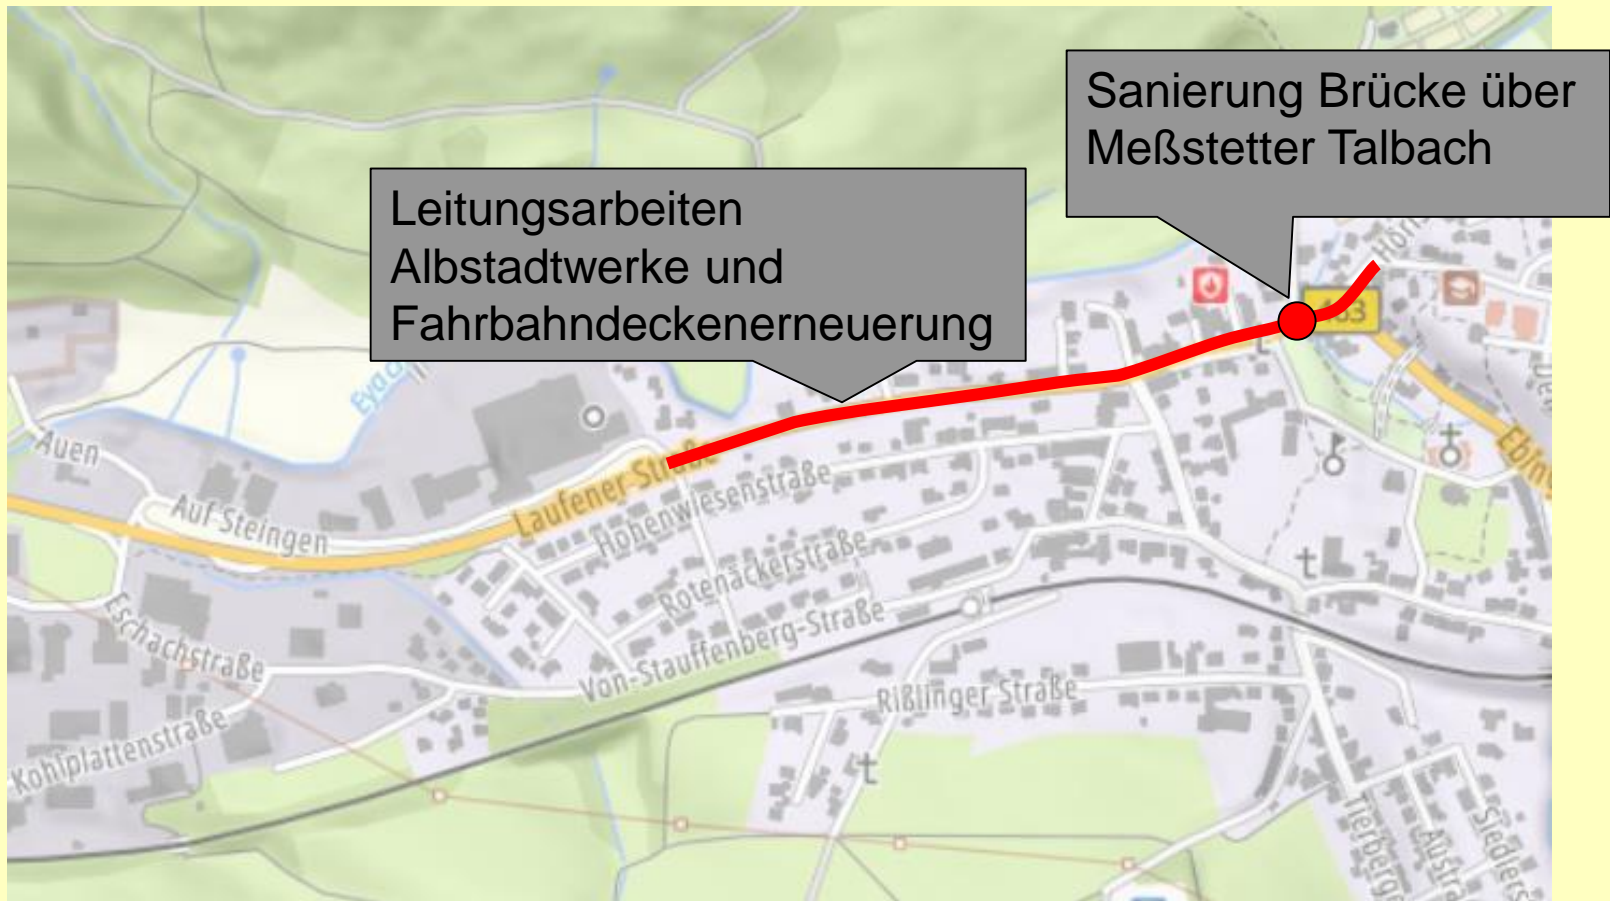 Sanierung Brücke über
Meßstetter Talbach
Leitungsarbeiten
Albstadtwerke und
Fahrbahndeckenerneuerung
463
Auen
Auf Steingen
Laufener-Straße
Hohenwiesenstraße
Rotenäckerstraße
Von-Stauffenberg-Straße
Eschachstraße
Kohlplattenstraße
Rißlinger Straße